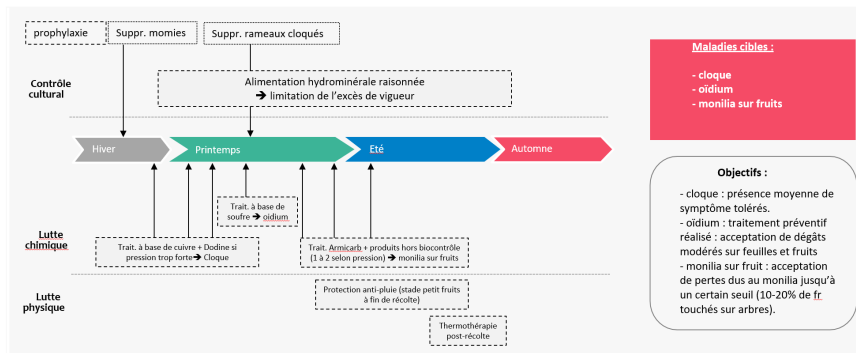 prophylaxie
Suppr. momies
Suppr. rameaux cloqués
Contrôle
cultural
Alimentation hydrominérale raisonnée
➔ limitation de l'excès de vigueur
Hiver
Printemps
Eté
Automne
Lutte
chimique
Trait. à base de
soufre ➔ oidium
Trait. à base de cuivre + Dodine si
pression trop forte➔ Cloque
Trait. Armicarb + produits hors biocontrôle
(1 à 2 selon pression) ➔ monilia sur fruits
Lutte
physique
Protection anti-pluie (stade petit fruits
à fin de récolte)
Thermothérapie
post-récolte
Maladies cibles :
- cloque
- oïdium
- monilia sur fruits
Objectifs :
- cloque : présence moyenne de
symptôme tolérés.
- oïdium : traitement préventif
réalisé : acceptation de dégâts
modérés sur feuilles et fruits
- monilia sur fruit : acceptation
de pertes dus au monilia jusqu'à
un certain seuil (10-20% de fr
touchés sur arbres).